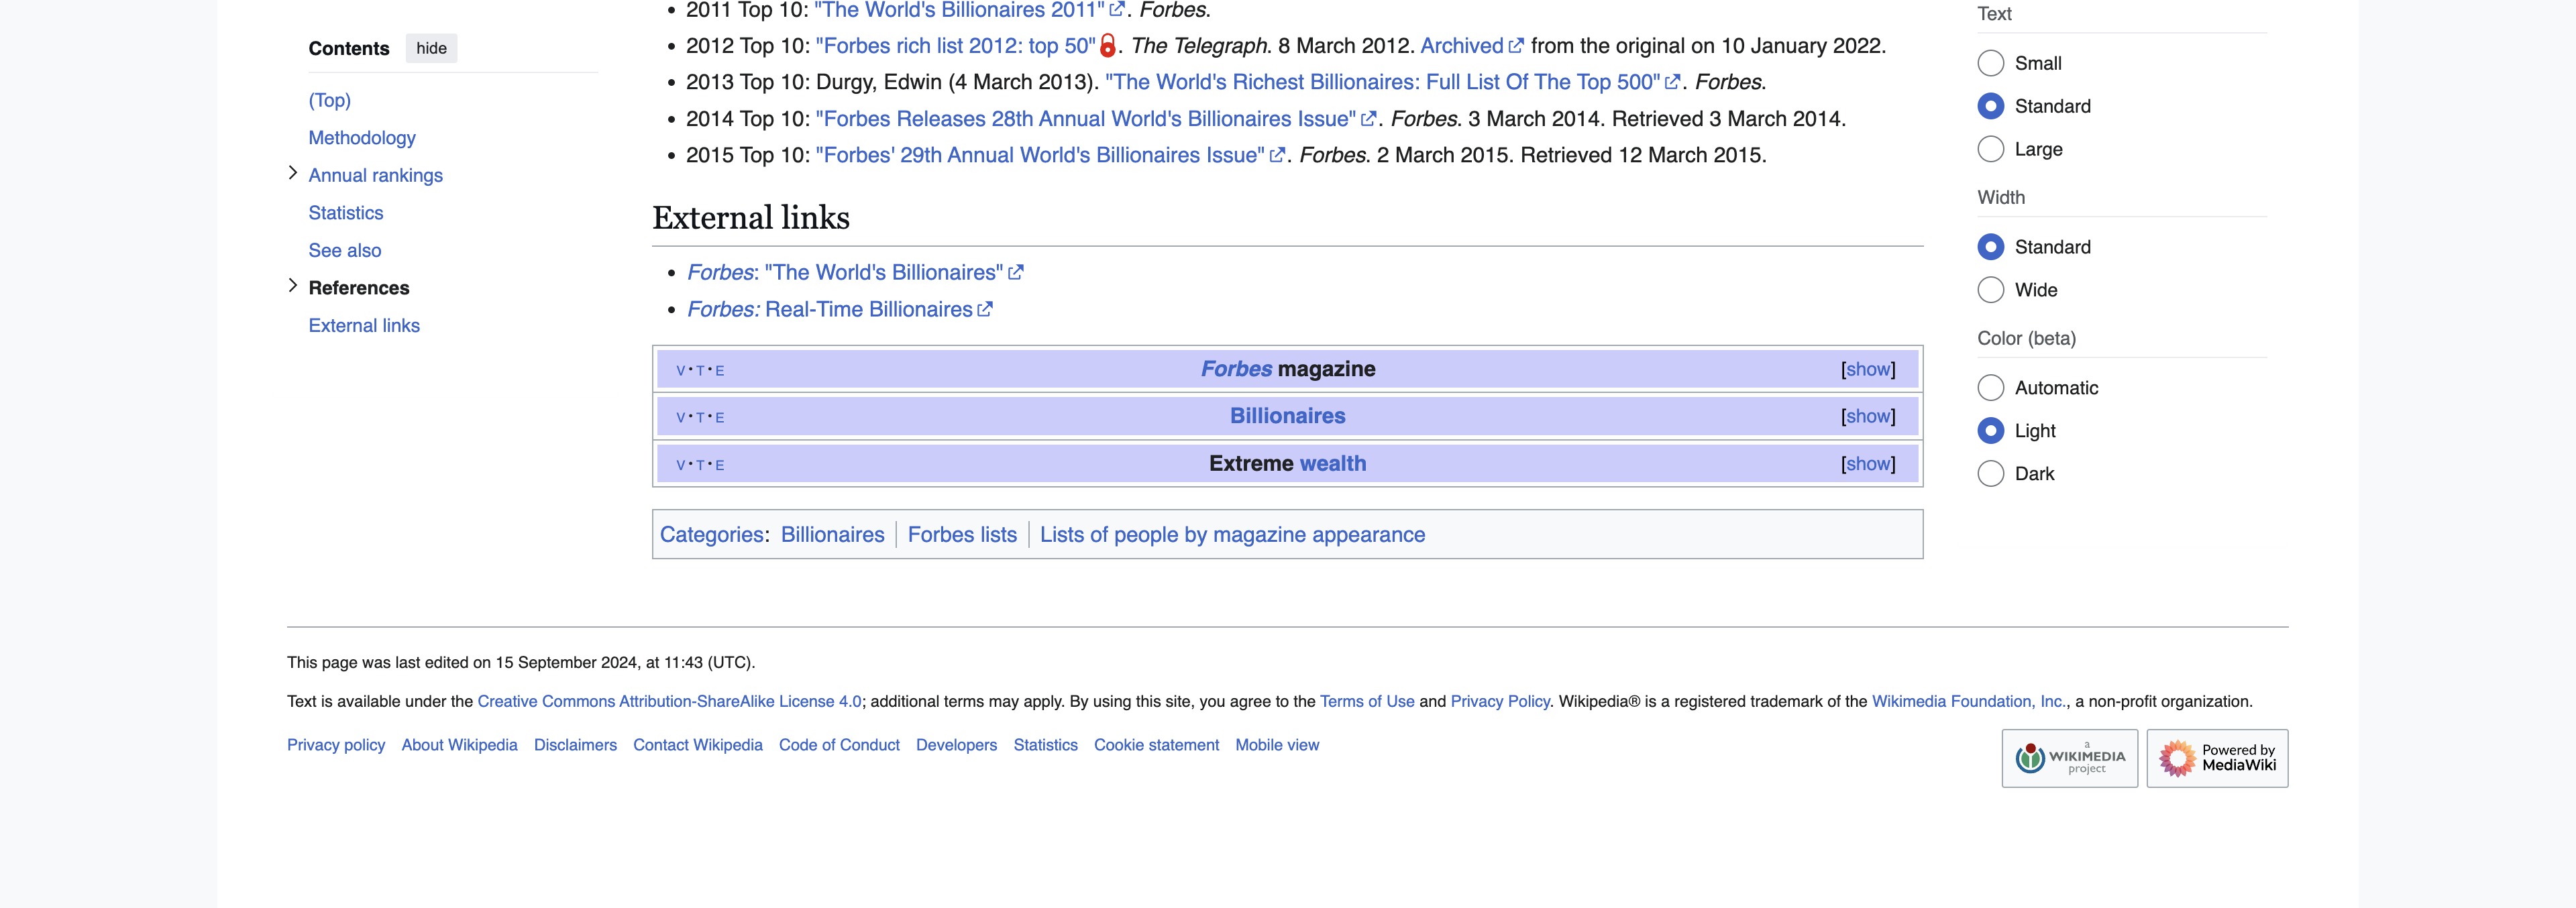 Contents hide
(Top)
Methodology
Annual rankings
Statistics
See also
References
External links
2011 Top 10: "The World's Billionaires 2011". Forbes.
2012 Top 10: "Forbes rich list 2012: top 50". The Telegraph. 8 March 2012. Archived from the original on 10 January 2022.
2013 Top 10: Durgy, Edwin (4 March 2013). "The World's Richest Billionaires: Full List Of The Top 500". Forbes.
2014 Top 10: "Forbes Releases 28th Annual World's Billionaires Issue". Forbes. 3 March 2014. Retrieved 3 March 2014.
2015 Top 10: "Forbes' 29th Annual World's Billionaires Issue". Forbes. 2 March 2015. Retrieved 12 March 2015.
External links
Forbes: "The World's Billionaires"
Forbes: Real-Time Billionaires
V·T·E Forbes magazine [show]
V·T·E Billionaires [show]
V·T·E Extreme wealth [show]
Categories: Billionaires | Forbes lists | Lists of people by magazine appearance
Text
Small
Standard
Large
Width
Standard
Wide
Color (beta)
Automatic
Light
Dark
This page was last edited on 15 September 2024, at 11:43 (UTC).
Text is available under the Creative Commons Attribution-ShareAlike License 4.0; additional terms may apply. By using this site, you agree to the Terms of Use and Privacy Policy. Wikipedia® is a registered trademark of the Wikimedia Foundation, Inc., a non-profit organization.
Privacy policy About Wikipedia Disclaimers Contact Wikipedia Code of Conduct Developers Statistics Cookie statement Mobile view
a
WIKIMEDIA
project
Powered by
MediaWiki